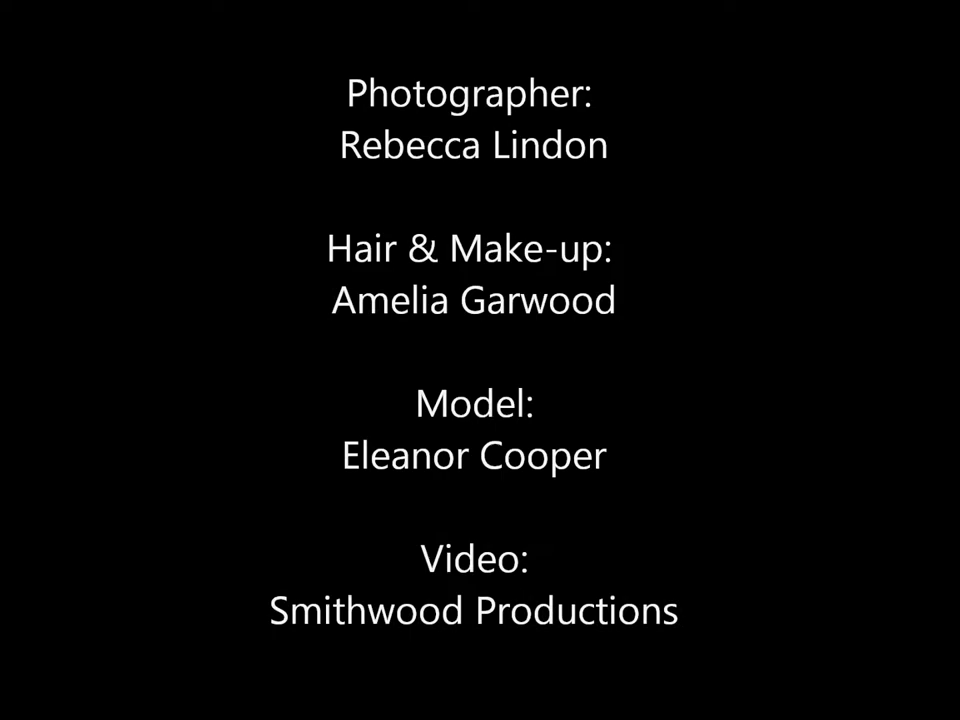 Photographer:
Rebecca Lindon
Hair & Make-up:
Amelia Garwood
Model:
Eleanor Cooper
Video:
Smithwood Productions